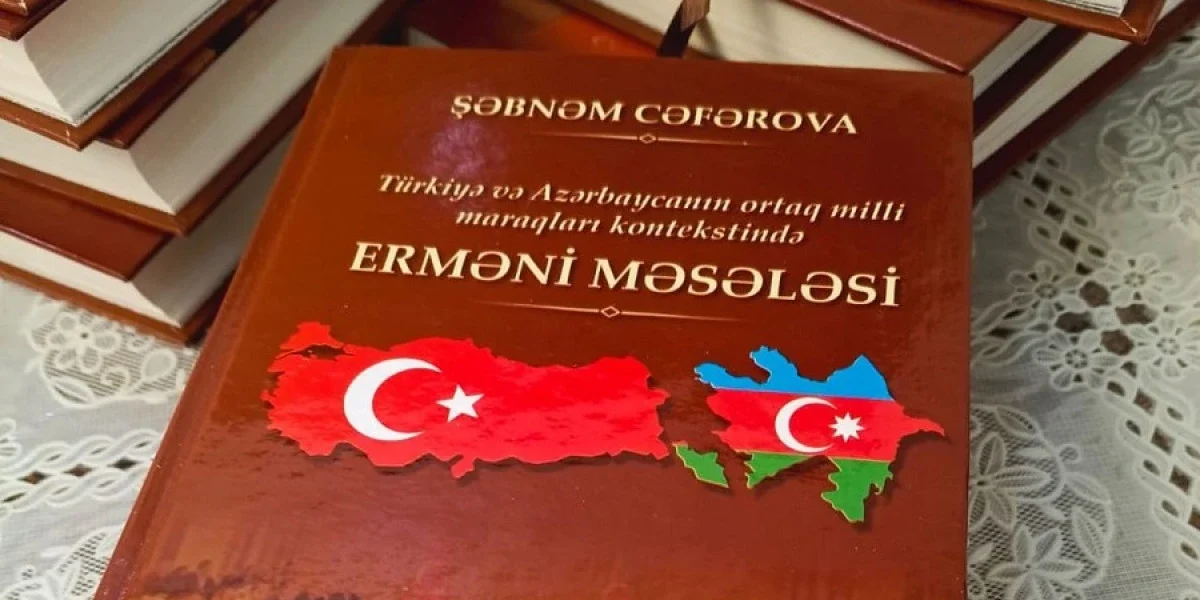 ŞƏBNƏM CƏFƏROVA
Türkiyə və Azərbaycanın ortaq milli
maraqları kontekstində
ERMƏNİ MƏSƏLƏSİ